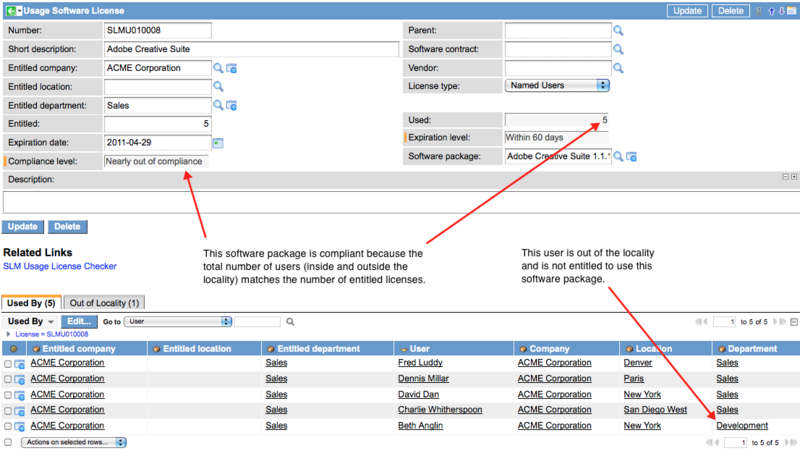 Usage Software License Update Delete
Number: SLMU010008 Parent:
Short description: Adobe Creative Suite Software contract:
Entitled company: ACME Corporation Vendor:
Entitled location: License type: Named Users
Entitled department: Sales
Entitled: 5 Used: 5
Expiration date: 2011-04-29 Expiration level: Within 60 days
Compliance level: Nearly out of compliance Software package: Adobe Creative Suite 1.1.1
Description:
Update Delete
Related Links
SLM Usage License Checker
This software package is compliant because the
total number of users (inside and outside the
locality) matches the number of entitled licenses.
This user is out of the locality
and is not entitled to use this
software package.
Used By (5) Out of Locality (1)
Used By Edit... Go to User 1 to 5 of 5
License = SLMU010008
Entitled company Entitled location Entitled department User Company Location Department
ACME Corporation Sales Fred Luddy ACME Corporation Denver Sales
ACME Corporation Sales Dennis Millar ACME Corporation Paris Sales
ACME Corporation Sales David Dan ACME Corporation New York Sales
ACME Corporation Sales Charlie Whitherspoon ACME Corporation San Diego West Sales
ACME Corporation Sales Beth Anglin ACME Corporation New York Development
Actions on selected rows... 1 to 5 of 5